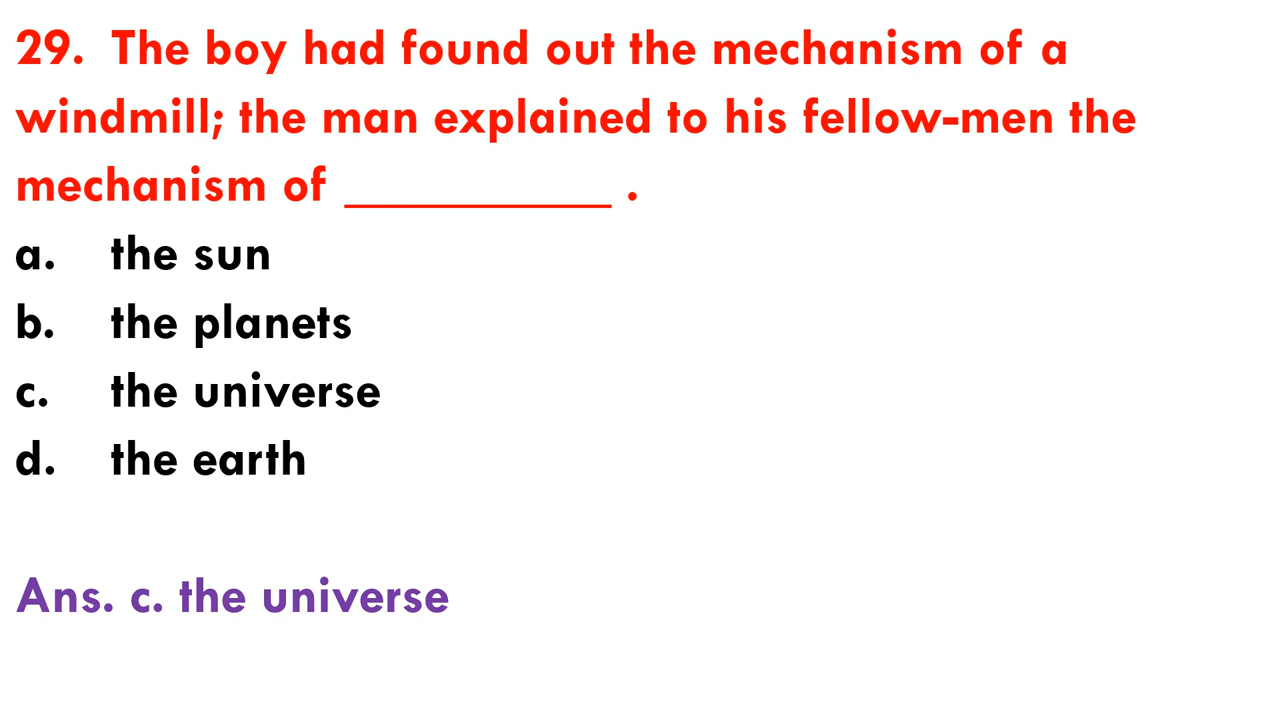 29. The boy had found out the mechanism of a
windmill; the man explained to his fellow-men the
mechanism of ___________ .
a. the sun
b. the planets
c. the universe
d. the earth
Ans. c. the universe